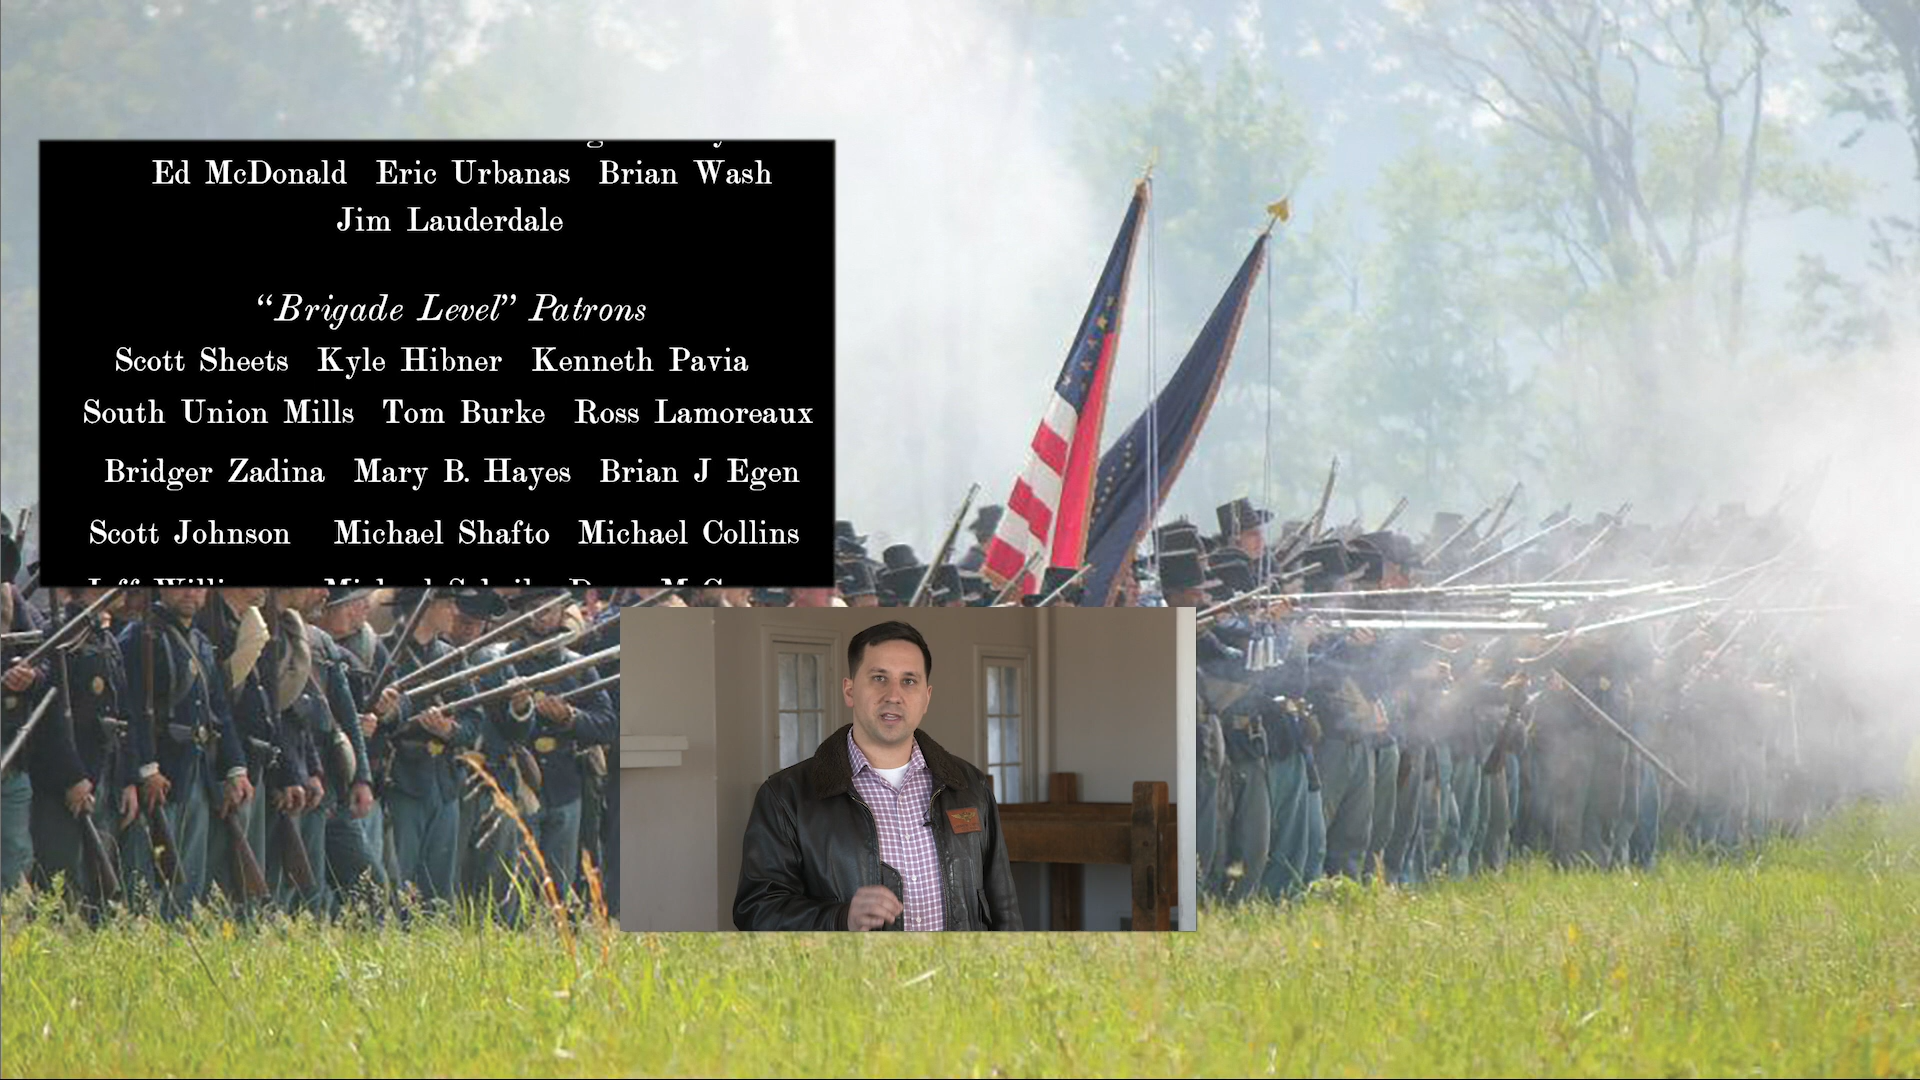 Ed McDonald Eric Urbanas Brian Wash
Jim Lauderdale
“Brigade Level” Patrons
Scott Sheets Kyle Hibner Kenneth Pavia
South Union Mills Tom Burke Ross Lamoreaux
Bridger Zadina Mary B. Hayes Brian J Egen
Scott Johnson Michael Shafto Michael Collins